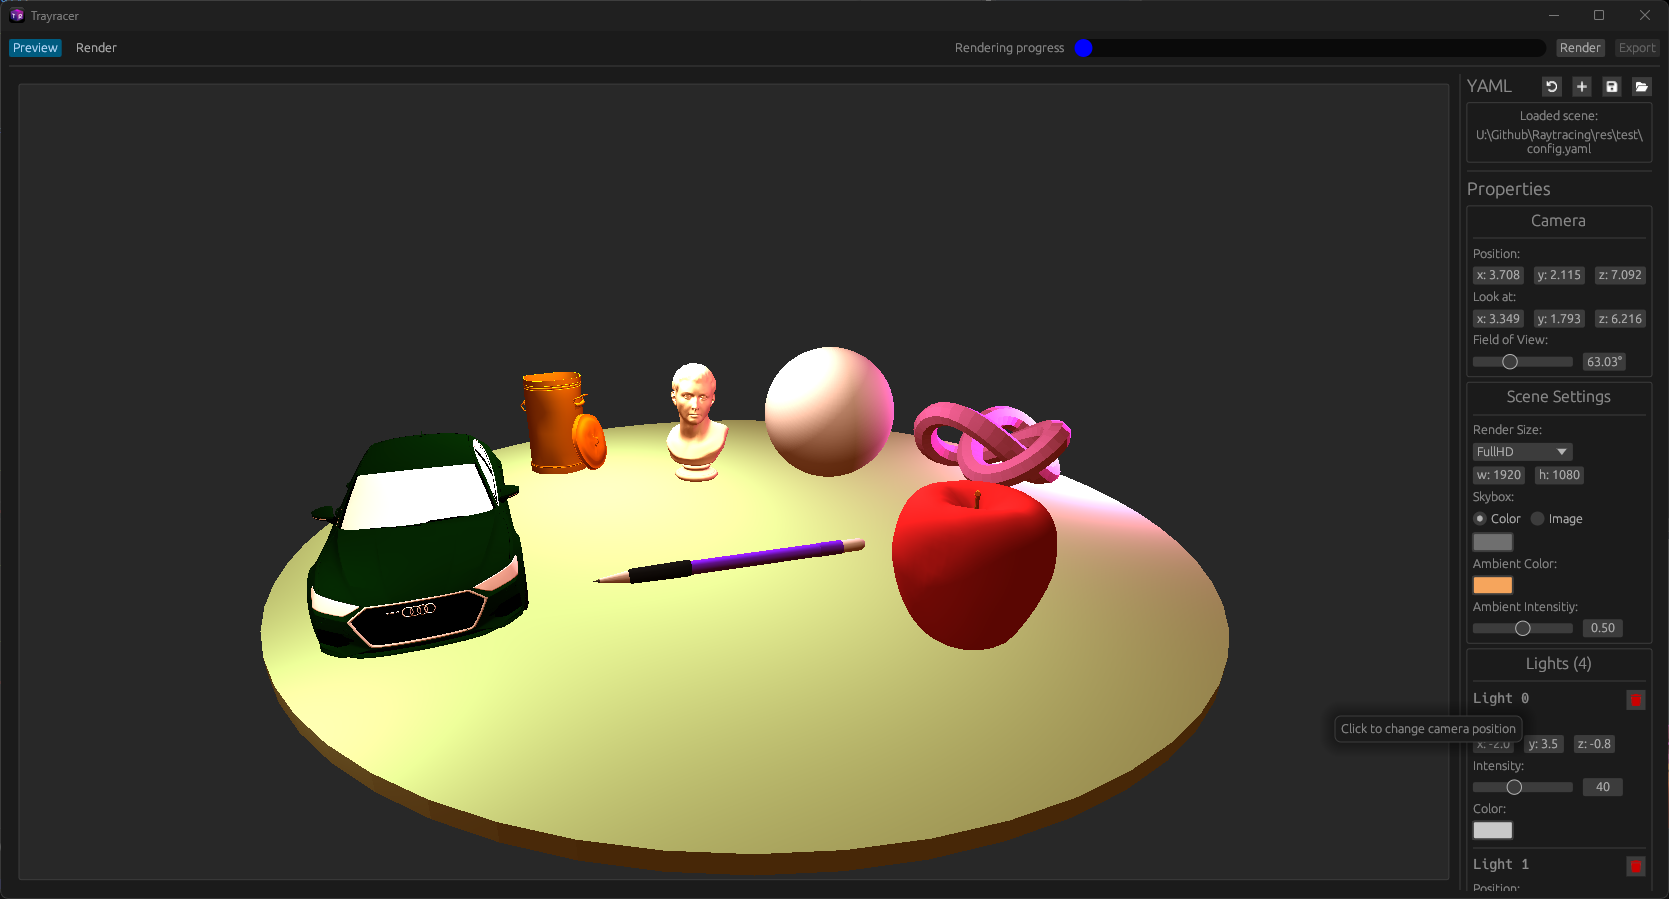 Trayracer
Preview Render
Rendering progress Render Export
YAML
Loaded scene:
U:\Github\Raytracing\res\test\
config.yaml
Properties
Camera
Position:
x: 3.708 y: 2.115 z: 7.092
Look at:
x: 3.349 y: 1.793 z: 6.216
Field of View:
63.03°
Scene Settings
Render Size:
FullHD
w: 1920 h: 1080
Skybox:
Color Image
Ambient Color:
Ambient Intensitiy:
0.50
Lights (4)
Light 0
Click to change camera position
x: -2.0 y: 3.5 z: -0.8
Intensity:
40
Color:
Light 1
Position: